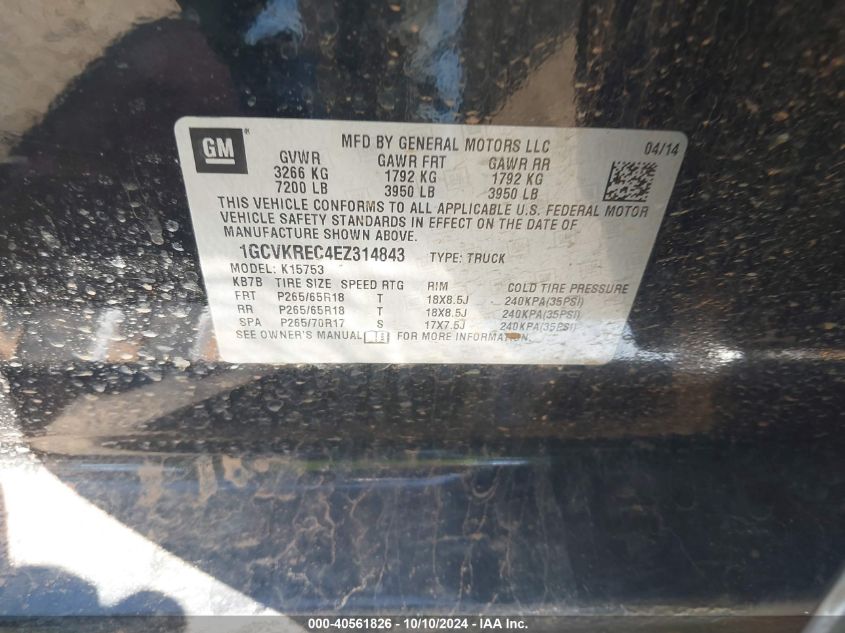 GM ®
MFD BY GENERAL MOTORS LLC 04/14
GVWR GAWR FRT GAWR RR
3266 KG 1792 KG 1792 KG
7200 LB 3950 LB 3950 LB
THIS VEHICLE CONFORMS TO ALL APPLICABLE U.S. FEDERAL MOTOR
VEHICLE SAFETY STANDARDS IN EFFECT ON THE DATE OF
MANUFACTURE SHOWN ABOVE.
1GCVKREC4EZ314843 TYPE: TRUCK
MODEL: K15753
KB7B TIRE SIZE SPEED RTG RIM COLD TIRE PRESSURE
FRT P265/65R18 T 18X8.5J 240KPA(35PSI)
RR P265/65R18 T 18X8.5J 240KPA(35PSI)
SPA P265/70R17 S 17X7.5J 240KPA(35PSI)
SEE OWNER'S MANUAL FOR MORE INFORMATION.
000-40561826 - 10/10/2024 - IAA Inc.